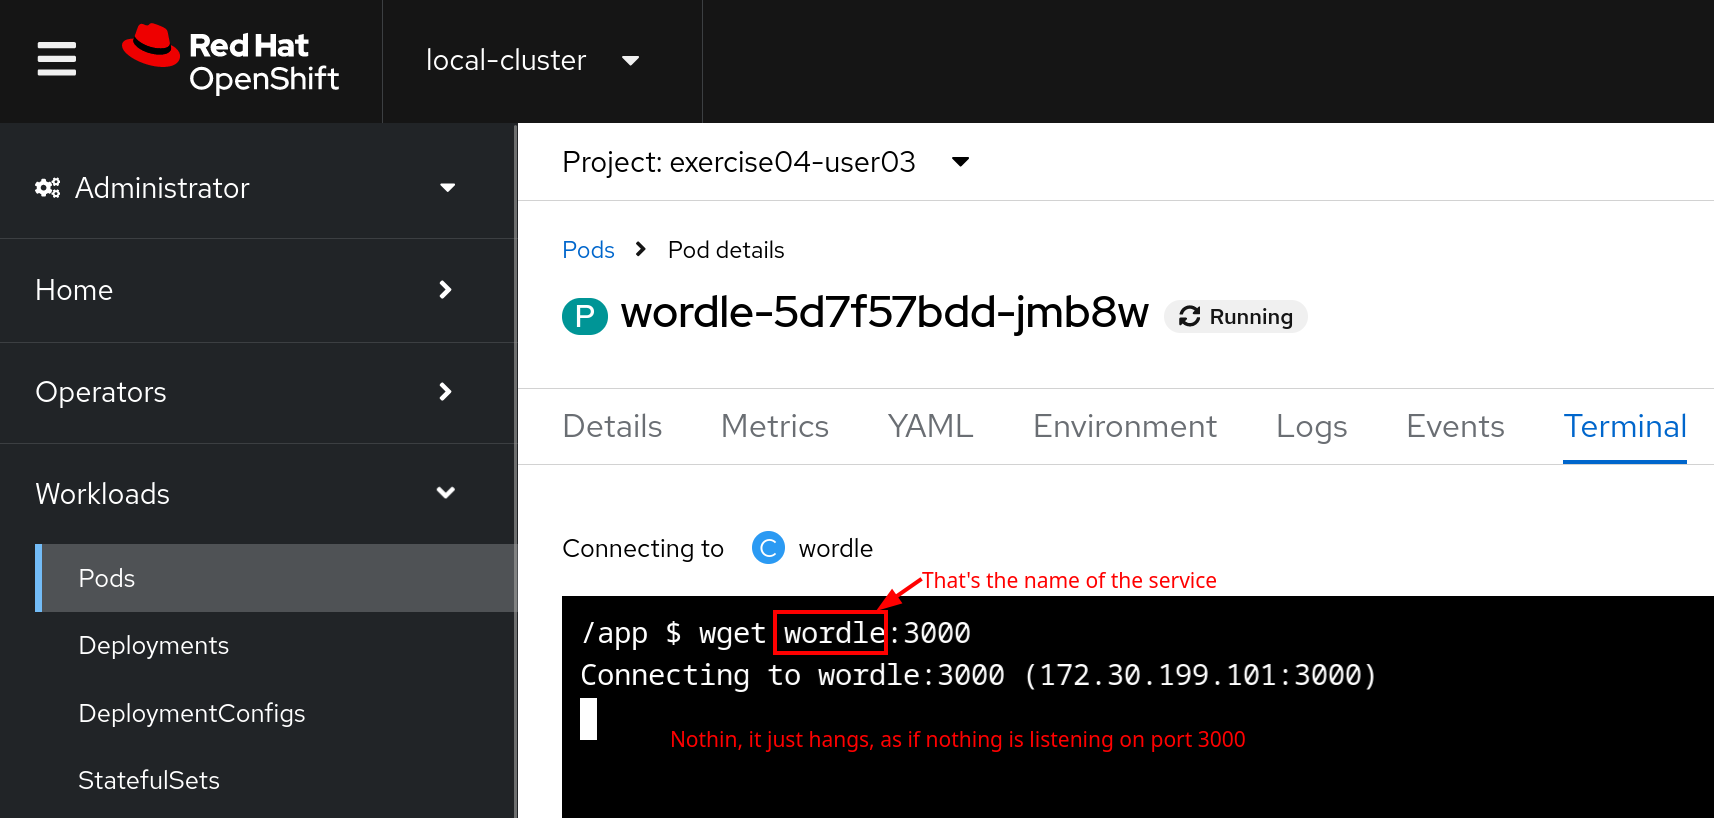 Red Hat
OpenShift
local-cluster
Administrator
Home
Operators
Workloads
Pods
Deployments
DeploymentConfigs
StatefulSets
Project: exercise04-user03
Pods > Pod details
P wordle-5d7f57bdd-jmb8w Running
Details Metrics YAML Environment Logs Events Terminal
Connecting to C wordle
That's the name of the service
/app $ wget wordle:3000
Connecting to wordle:3000 (172.30.199.101:3000)
Nothin, it just hangs, as if nothing is listening on port 3000